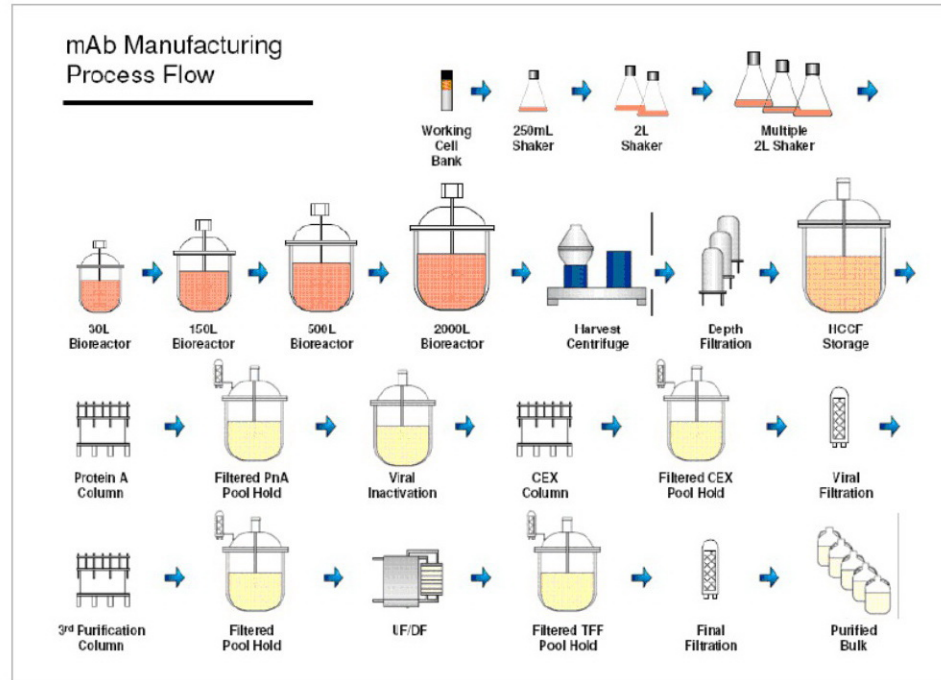 mAb Manufacturing
Process Flow
Working
Cell
Bank
250mL
Shaker
2L
Shaker
Multiple
2L Shaker
30L
Bioreactor
150L
Bioreactor
500L
Bioreactor
2000L
Bioreactor
Harvest
Centrifuge
Depth
Filtration
HCCF
Storage
Protein A
Column
Filtered PnA
Pool Hold
Viral
Inactivation
CEX
Column
Filtered CEX
Pool Hold
Viral
Filtration
3rd Purification
Column
Filtered
Pool Hold
UF/DF
Filtered TFF
Pool Hold
Final
Filtration
Purified
Bulk